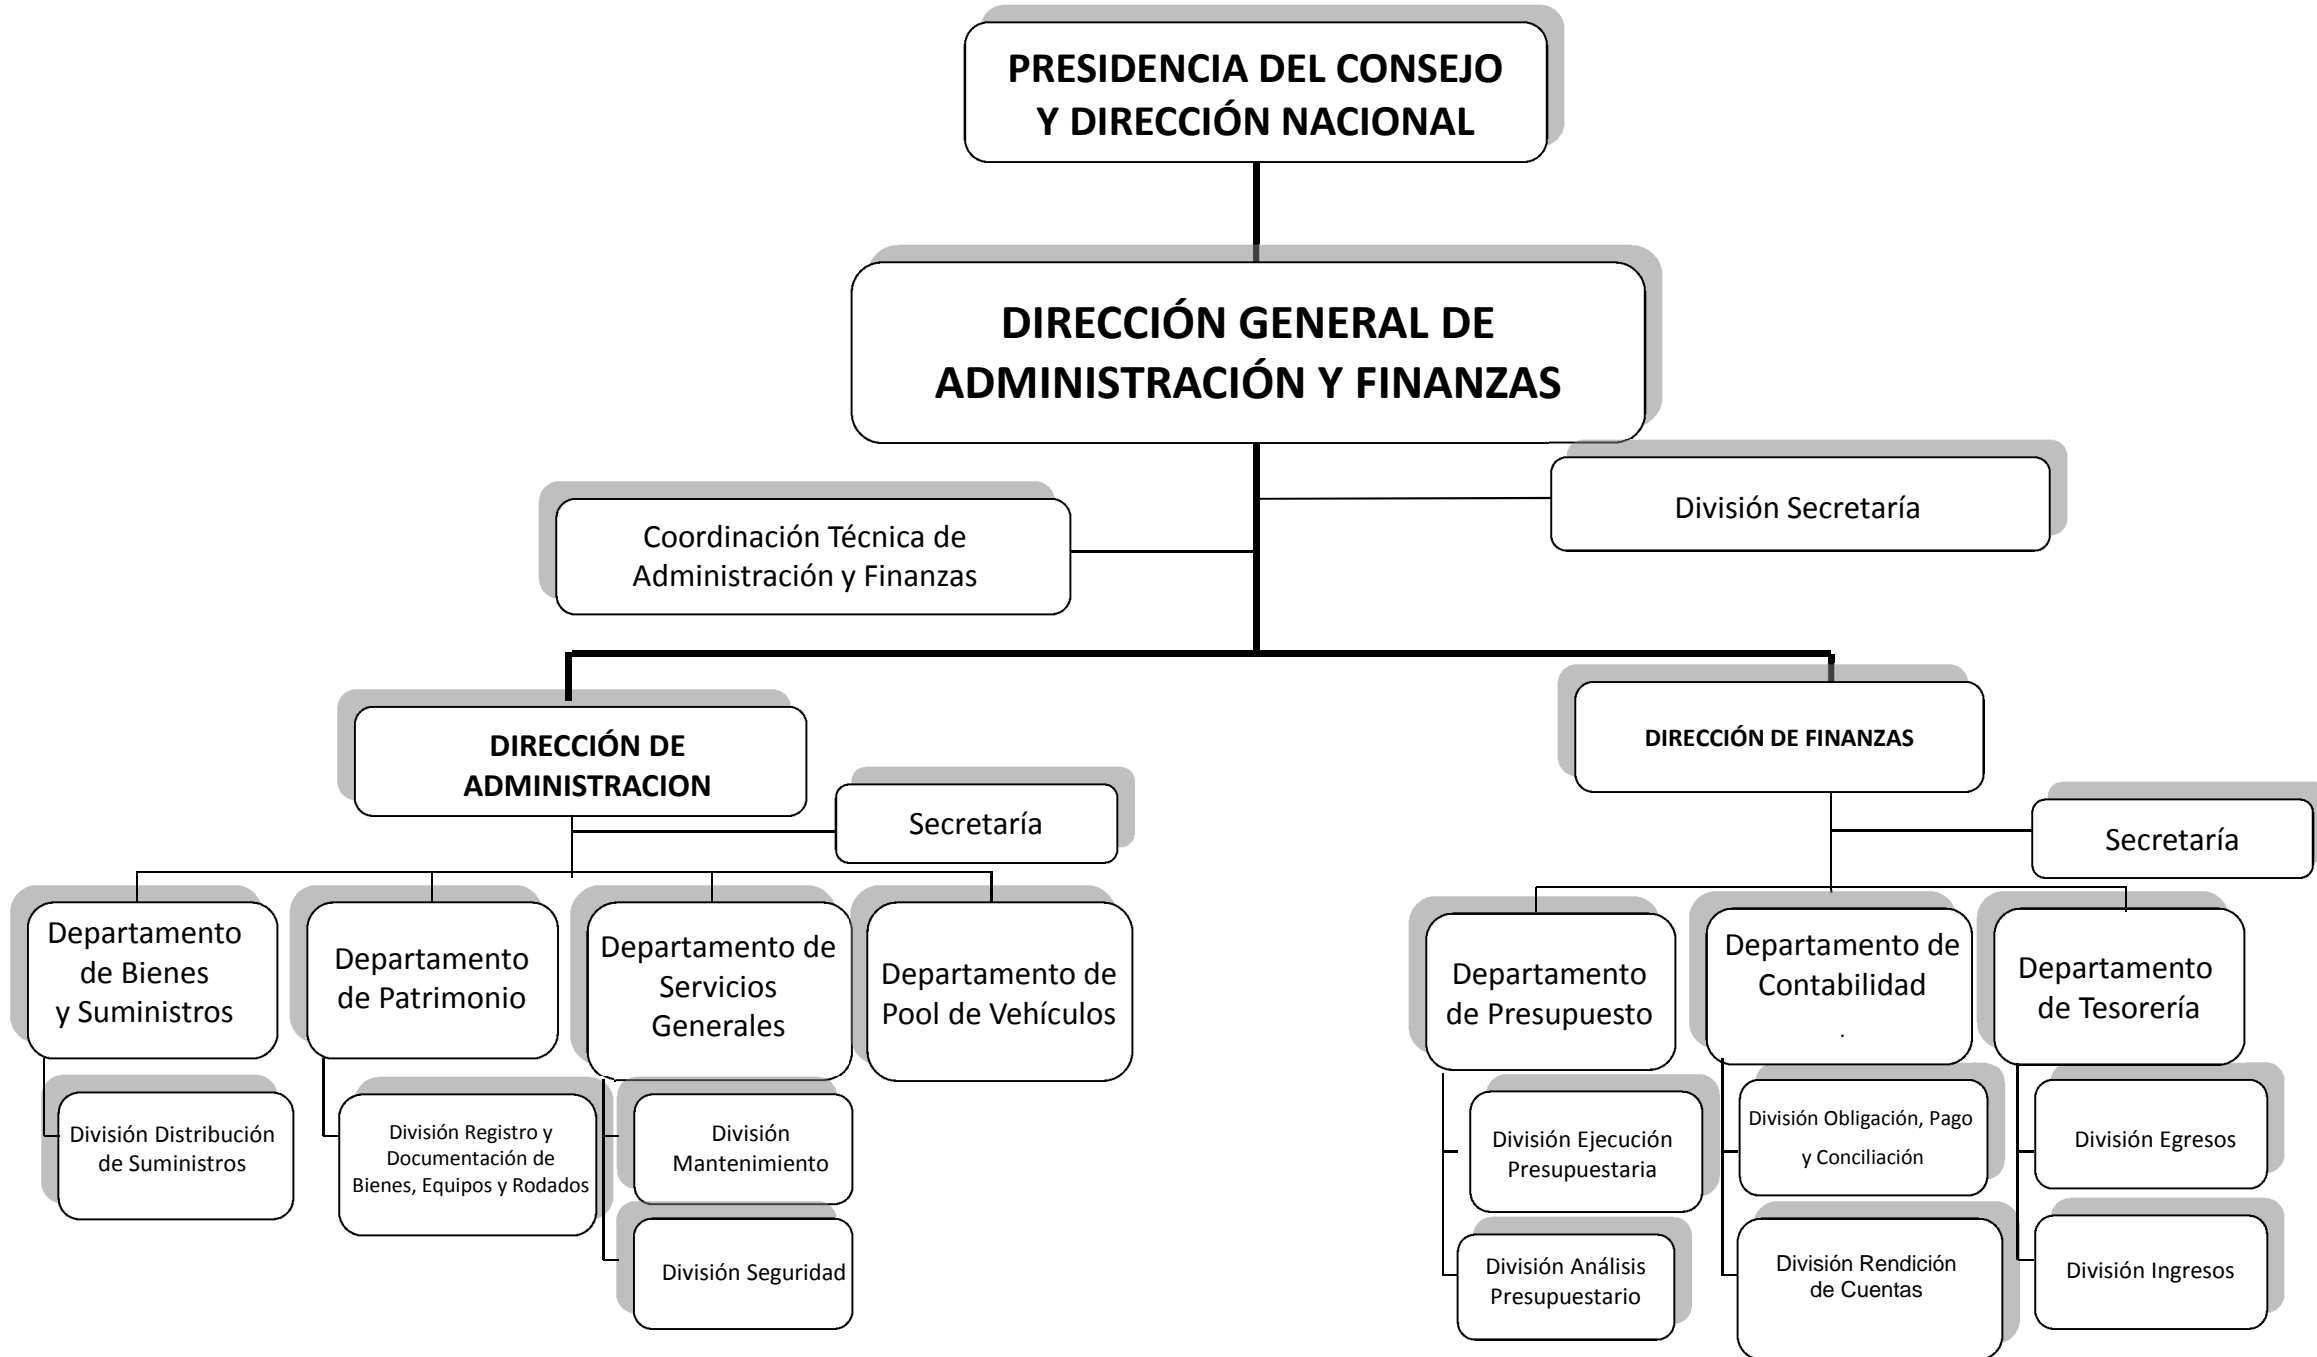 PRESIDENCIA DEL CONSEJO
Y DIRECCIÓN NACIONAL
DIRECCIÓN GENERAL DE
ADMINISTRACIÓN Y FINANZAS
División Secretaría
Coordinación Técnica de
Administración y Finanzas
DIRECCIÓN DE
ADMINISTRACION
DIRECCIÓN DE FINANZAS
Secretaría
Secretaría
Departamento
de Bienes
y Suministros
Departamento
de Patrimonio
Departamento de
Servicios
Generales
Departamento de
Pool de Vehículos
Departamento
de Presupuesto
Departamento de
Contabilidad
.
Departamento
de Tesorería
División Distribución
de Suministros
División Registro y
Documentación de
Bienes, Equipos y Rodados
División
Mantenimiento
División Seguridad
División Ejecución
Presupuestaria
División Análisis
Presupuestario
División Obligación, Pago
y Conciliación
División Rendición
de Cuentas
División Egresos
División Ingresos